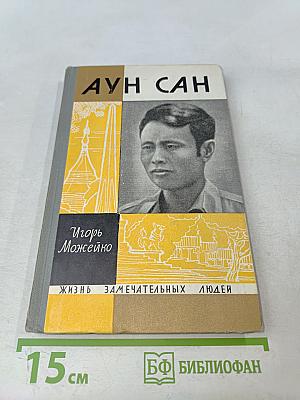 АУН САН
Игорь
Можейко
ЖИЗНЬ ЗАМЕЧАТЕЛЬНЫХ ЛЮДЕЙ
15 см
БФ БИБЛИОФАН